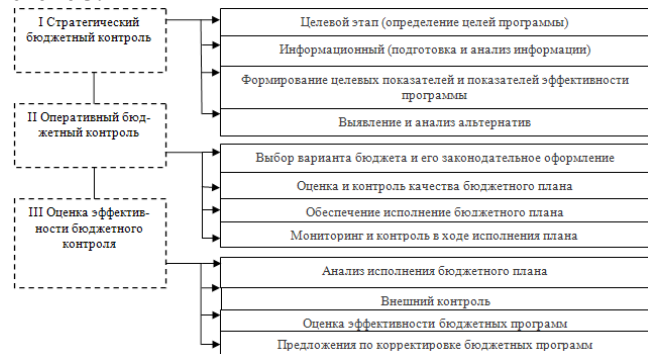 I Стратегический
бюджетный контроль
Целевой этап (определение целей программы)
Информационный (подготовка и анализ информации)
Формирование целевых показателей и показателей эффективности
программы
Выявление и анализ альтернатив
II Оперативный бюд-
жетный контроль
Выбор варианта бюджета и его законодательное оформление
Оценка и контроль качества бюджетного плана
Обеспечение исполнение бюджетного плана
Мониторинг и контроль в ходе исполнения плана
III Оценка эффектив-
ности бюджетного
контроля
Анализ исполнения бюджетного плана
Внешний контроль
Оценка эффективности бюджетных программ
Предложения по корректировке бюджетных программ